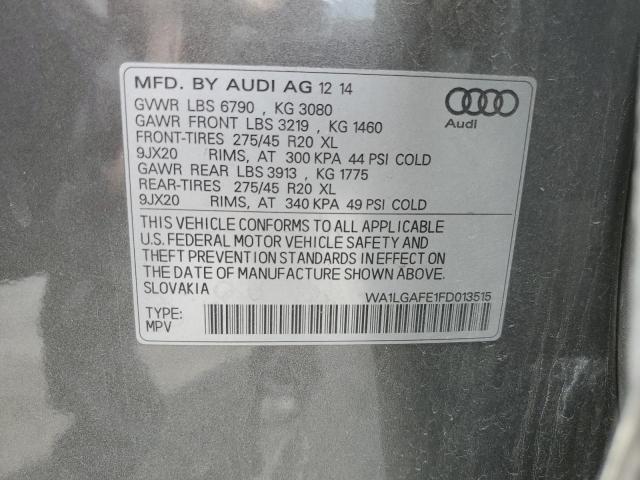 MFD. BY AUDI AG 12 14
GVWR LBS 6790 , KG 3080
GAWR FRONT LBS 3219 , KG 1460
FRONT-TIRES 275/45 R20 XL
9JX20 RIMS, AT 300 KPA 44 PSI COLD
GAWR REAR LBS 3913 , KG 1775
REAR-TIRES 275/45 R20 XL
9JX20 RIMS, AT 340 KPA 49 PSI COLD
Audi
THIS VEHICLE CONFORMS TO ALL APPLICABLE
U.S. FEDERAL MOTOR VEHICLE SAFETY AND
THEFT PREVENTION STANDARDS IN EFFECT ON
THE DATE OF MANUFACTURE SHOWN ABOVE.
SLOVAKIA
WA1LGAFE1FD013515
TYPE:
MPV